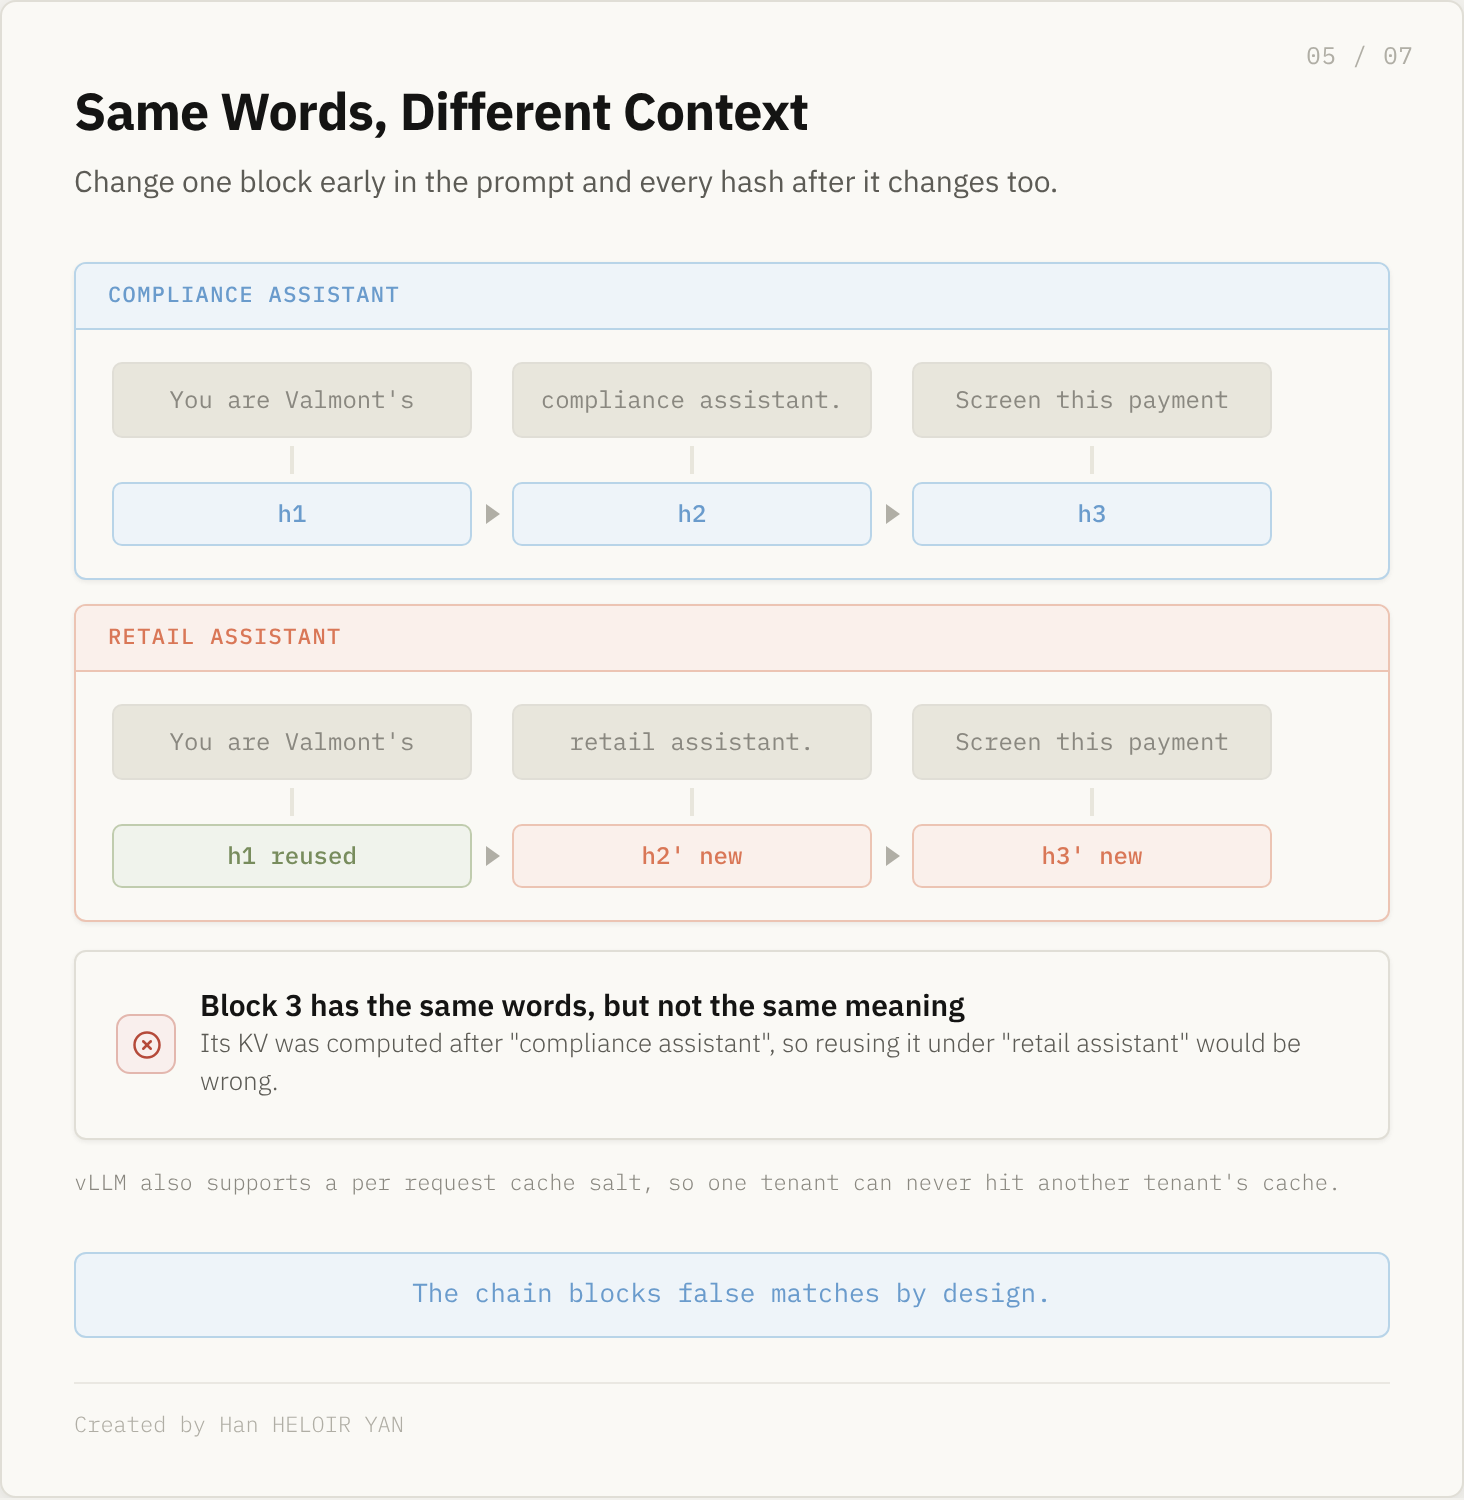 05 / 07
Same Words, Different Context
Change one block early in the prompt and every hash after it changes too.
COMPLIANCE ASSISTANT
You are Valmont's
compliance assistant.
Screen this payment
h1
h2
h3
RETAIL ASSISTANT
You are Valmont's
retail assistant.
Screen this payment
h1 reused
h2' new
h3' new
Block 3 has the same words, but not the same meaning
Its KV was computed after "compliance assistant", so reusing it under "retail assistant" would be
wrong.
vLLM also supports a per request cache salt, so one tenant can never hit another tenant's cache.
The chain blocks false matches by design.
Created by Han HELOIR YAN